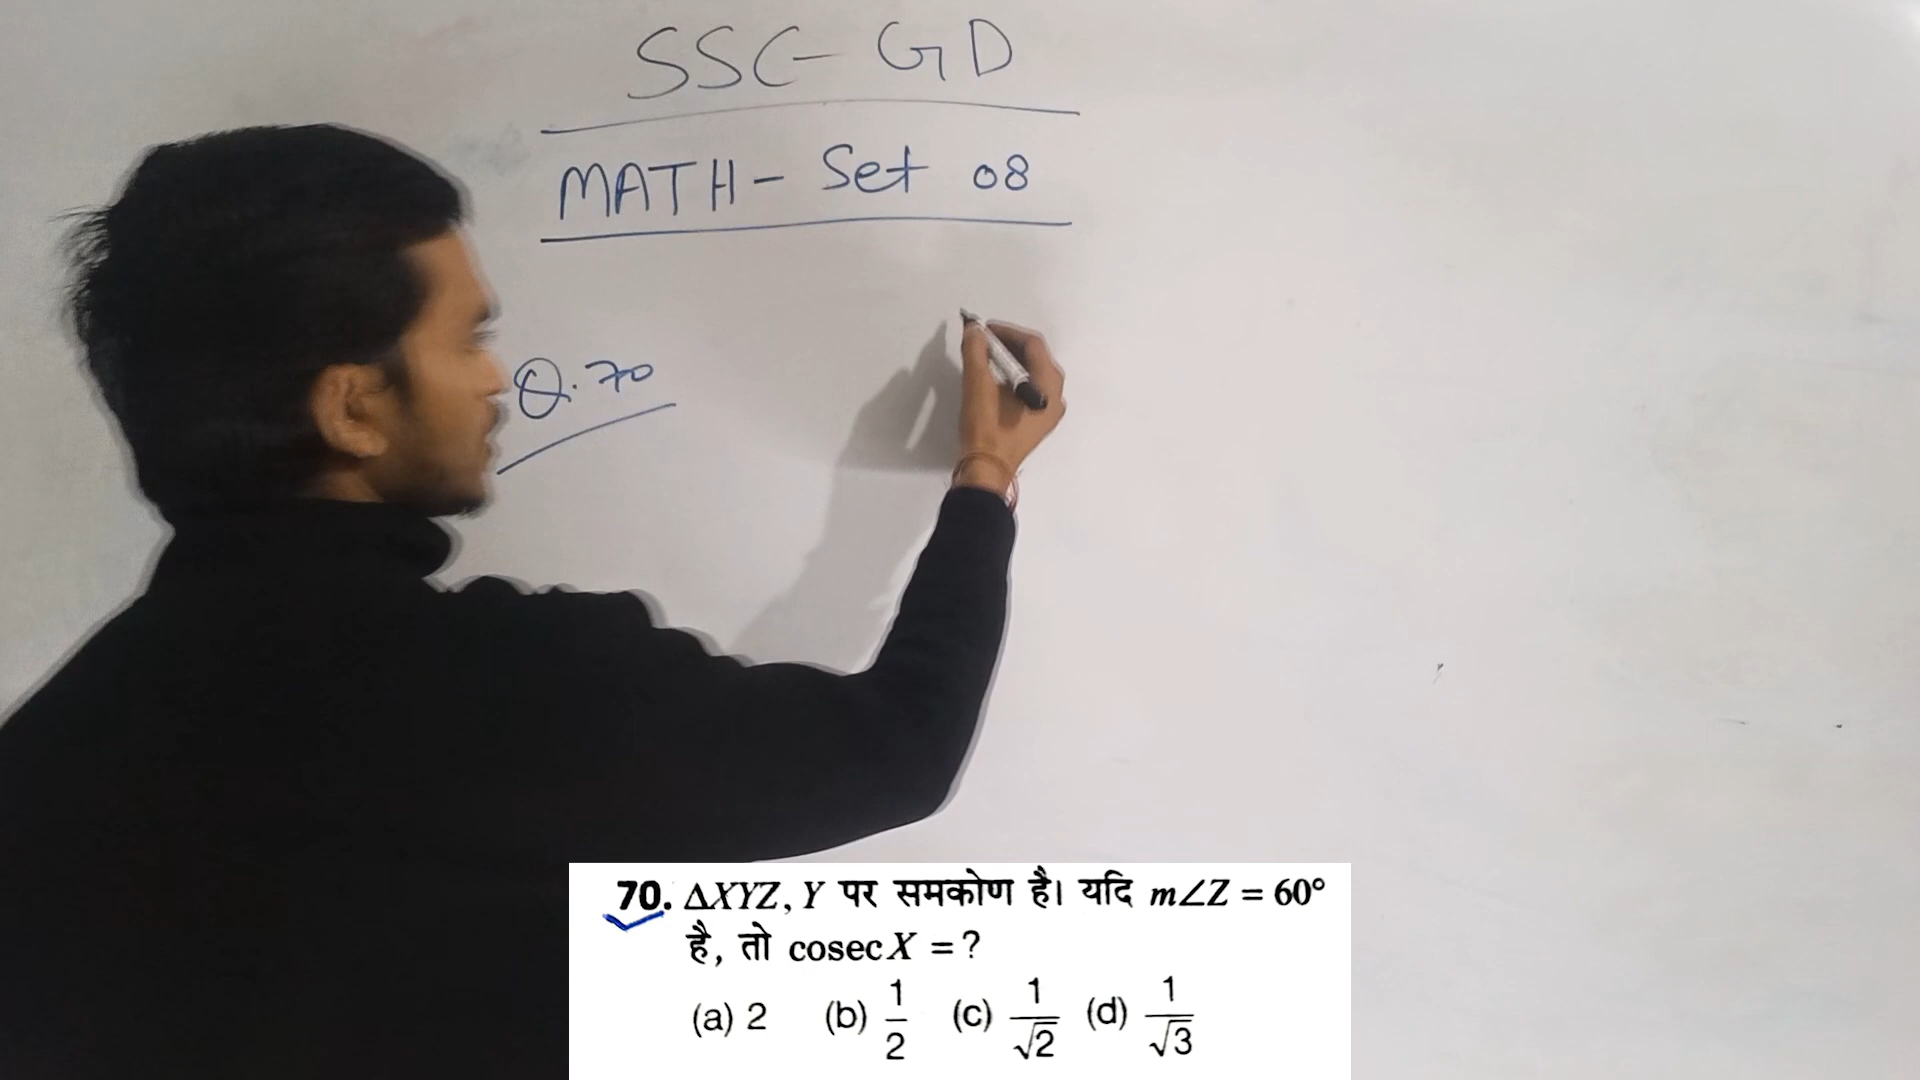 SSC-GD
MATH- Set 08
Q.70
70. ΔXYZ, Y पर समकोण है। यदि m∠Z = 60°
है, तो cosec X = ?
(a) 2 (b) 1/2 (c) 1/√2 (d) 1/√3